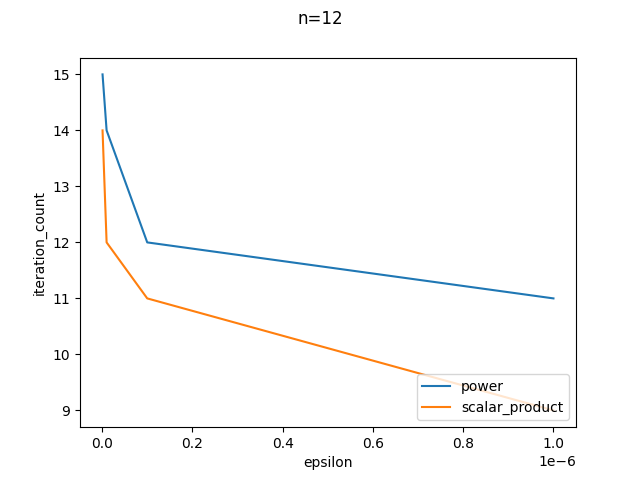 n=12
15
14
13
12
11
10
9
iteration_count
0.0 0.2 0.4 0.6 0.8 1.0
1e−6
epsilon
power
scalar_product